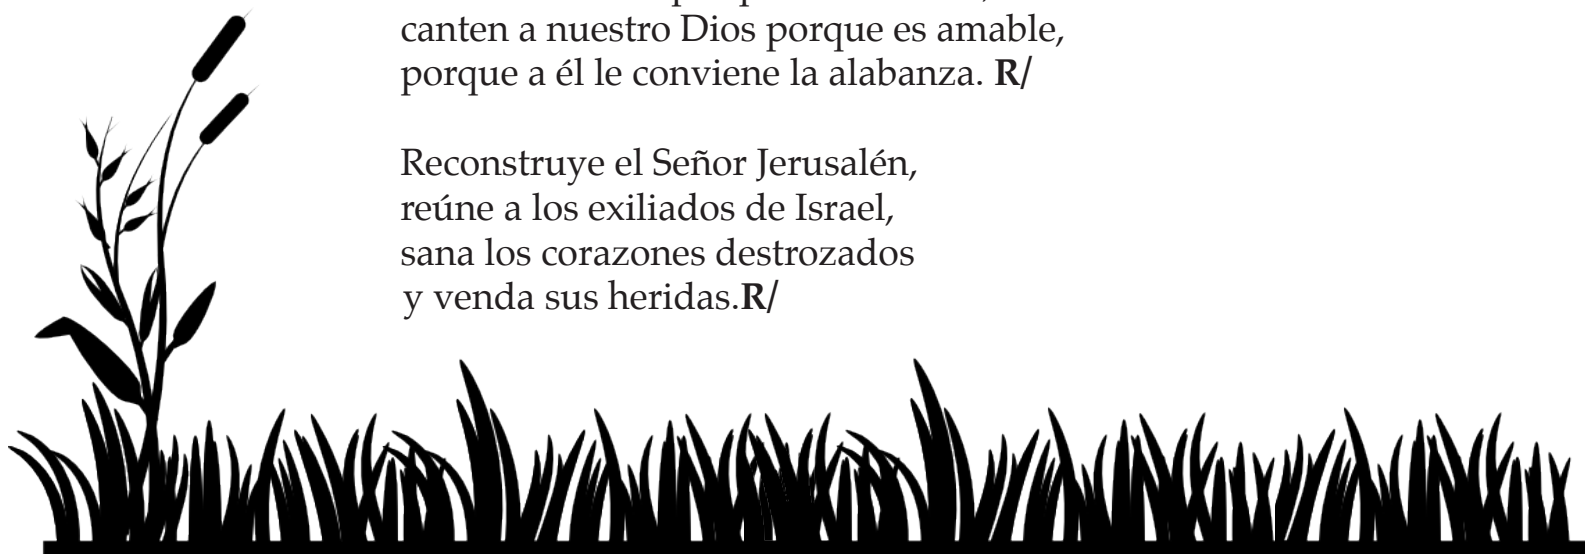 canten a nuestro Dios porque es amable,
porque a él le conviene la alabanza. R/
Reconstruye el Señor Jerusalén,
reúne a los exiliados de Israel,
sana los corazones destrozados
y venda sus heridas.R/